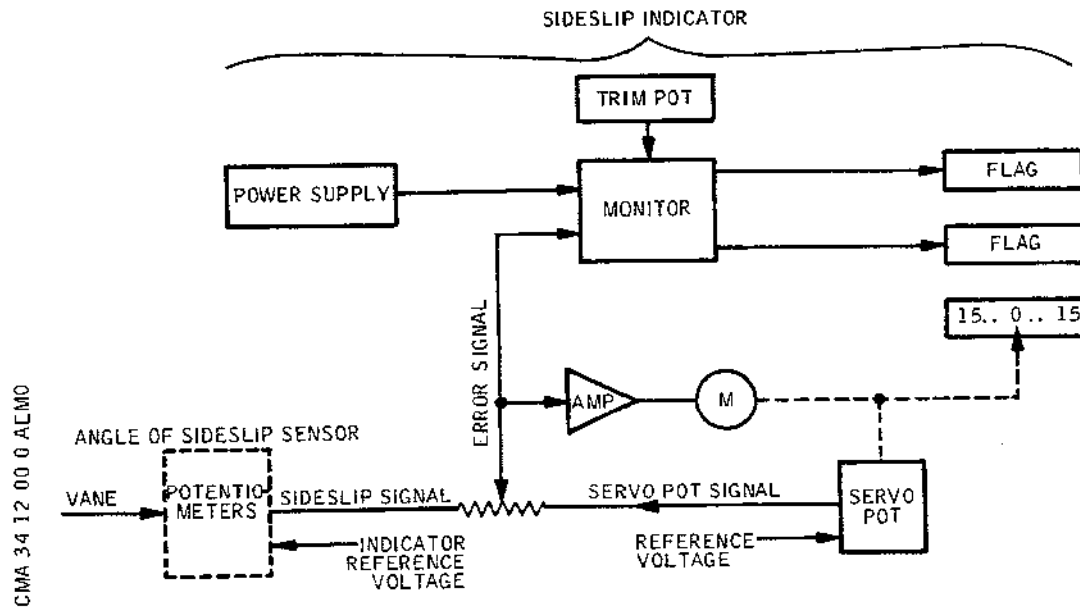 SIDESLIP INDICATOR
TRIM POT
POWER SUPPLY
MONITOR
FLAG
FLAG
15.. 0.. 15
ERROR SIGNAL
AMP
M
ANGLE OF SIDESLIP SENSOR
VANE
POTENTIO-
METERS
SIDESLIP SIGNAL
SERVO POT SIGNAL
SERVO
POT
INDICATOR
REFERENCE
VOLTAGE
REFERENCE
VOLTAGE
CMA 34 12 00 0 AEM0